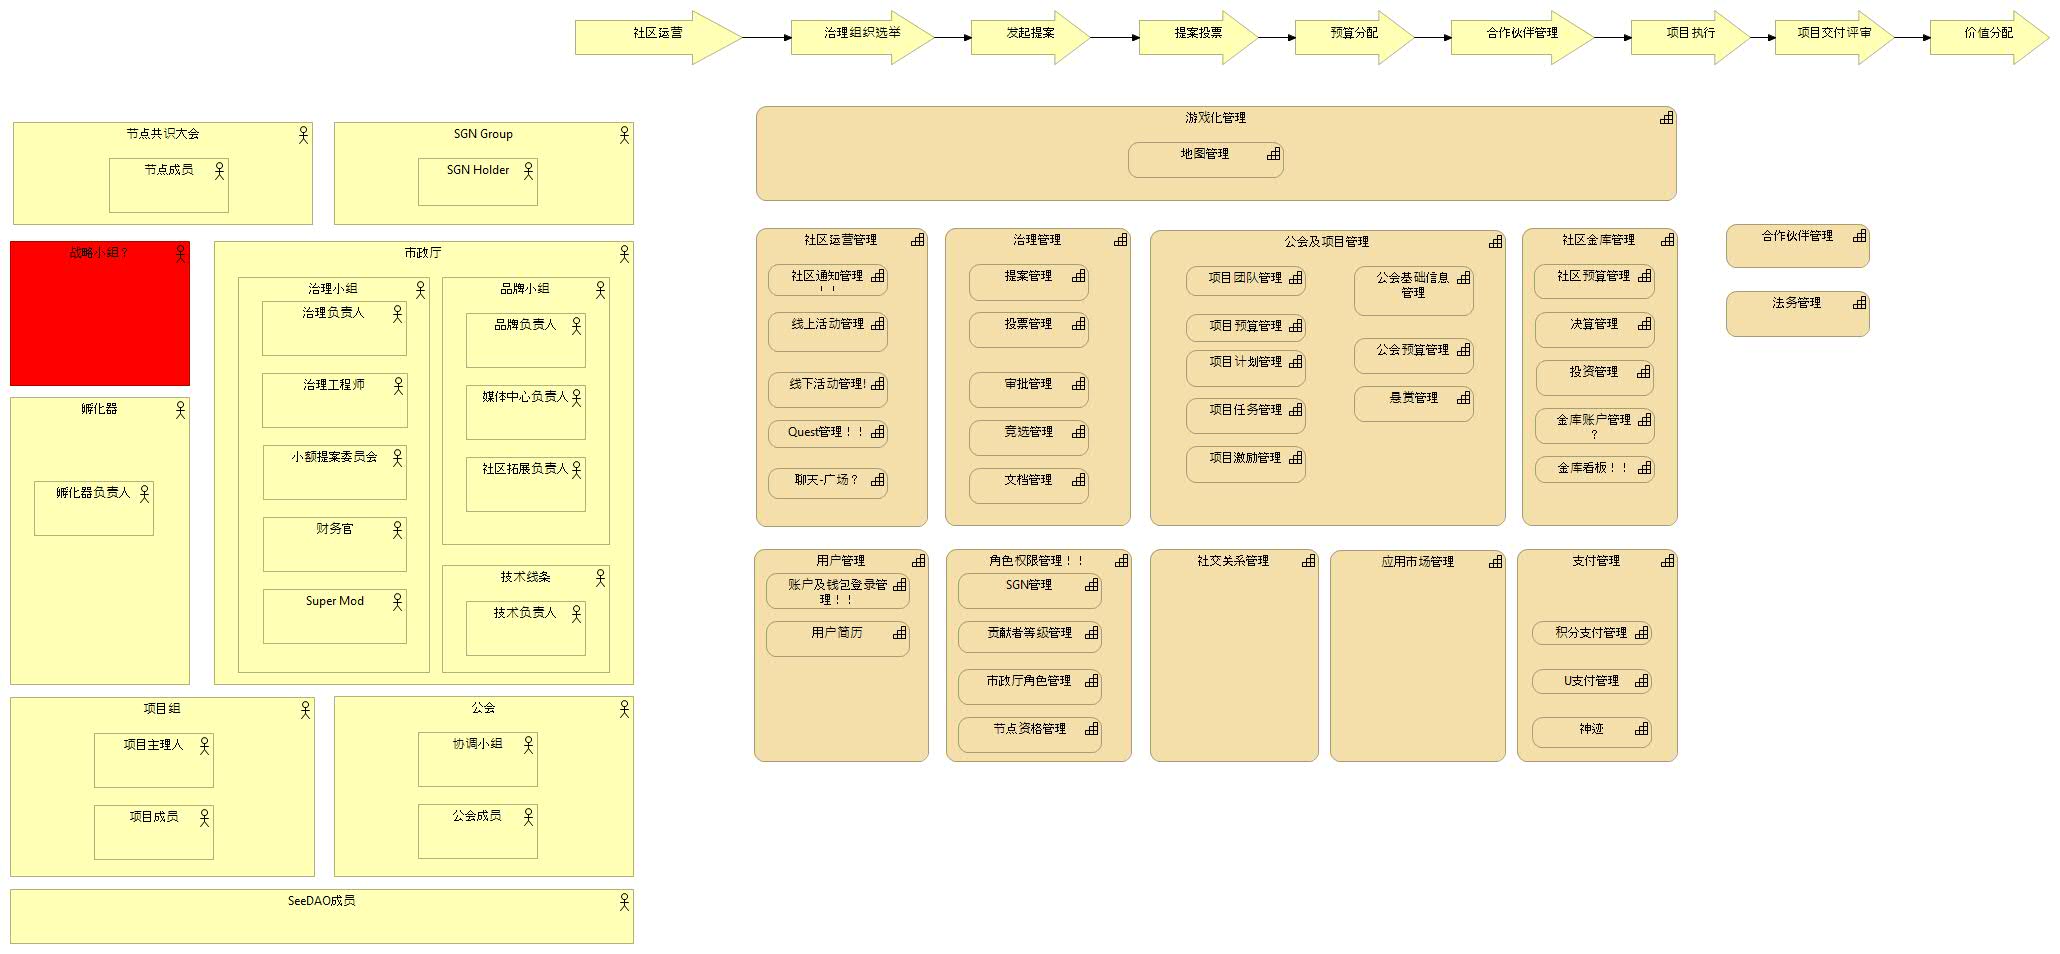 社区运营
治理组织选举
发起提案
提案投票
预算分配
合作伙伴管理
项目执行
项目交付评审
价值分配
节点共识大会
节点成员
SGN Group
SGN Holder
战略小组？
市政厅
治理小组
治理负责人
治理工程师
小额提案委员会
财务官
Super Mod
品牌小组
品牌负责人
媒体中心负责人
社区拓展负责人
技术线条
技术负责人
孵化器
孵化器负责人
项目组
项目主理人
项目成员
公会
协调小组
公会成员
SeeDAO成员
游戏化管理
地图管理
社区运营管理
社区通知管理
！！
线上活动管理
线下活动管理!
Quest管理！！
聊天-广场？
治理管理
提案管理
投票管理
审批管理
竞选管理
文档管理
公会及项目管理
项目团队管理
项目预算管理
项目计划管理
项目任务管理
项目激励管理
公会基础信息
管理
公会预算管理
悬赏管理
社区金库管理
社区预算管理
决算管理
投资管理
金库账户管理
？
金库看板！！
合作伙伴管理
法务管理
用户管理
账户及钱包登录管
理！！
用户简历
角色权限管理！！
SGN管理
贡献者等级管理
市政厅角色管理
节点资格管理
社交关系管理
应用市场管理
支付管理
积分支付管理
U支付管理
神迹